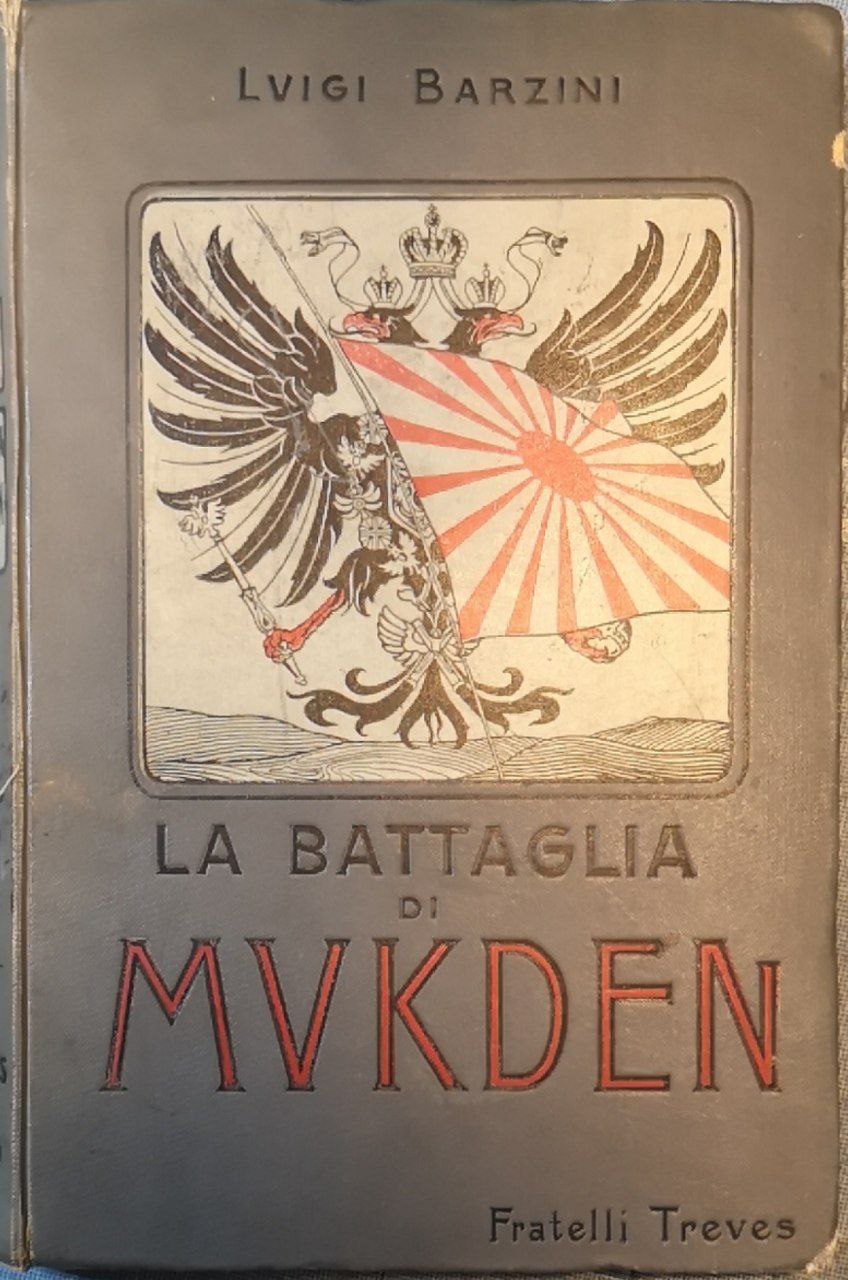 LVIGI BARZINI
LA BATTAGLIA
DI
MVKDEN
Fratelli Treves